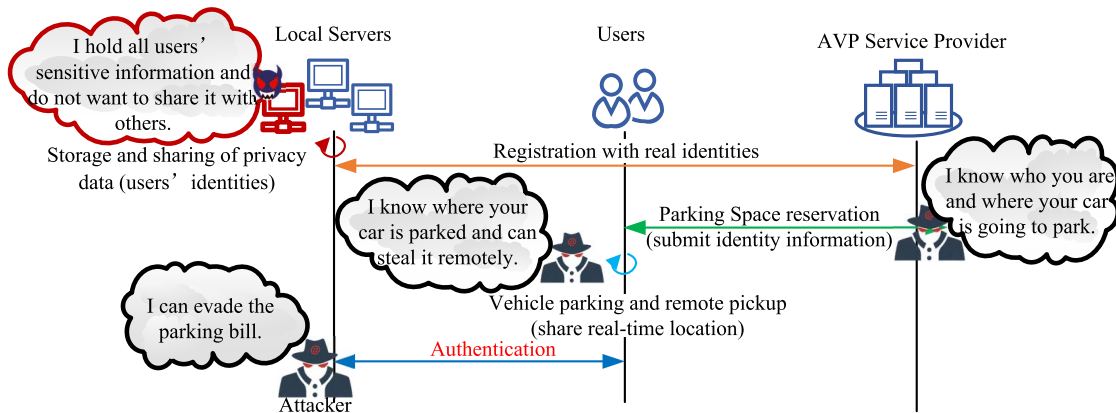 Local Servers
Users
AVP Service Provider
I hold all users’
sensitive information and
do not want to share it with
others.
Storage and sharing of privacy
data (users’ identities)
Registration with real identities
I know who you are
and where your car
is going to park.
I know where your
car is parked and can
steal it remotely.
Parking Space reservation
(submit identity information)
I can evade the
parking bill.
Vehicle parking and remote pickup
(share real-time location)
Authentication
Attacker